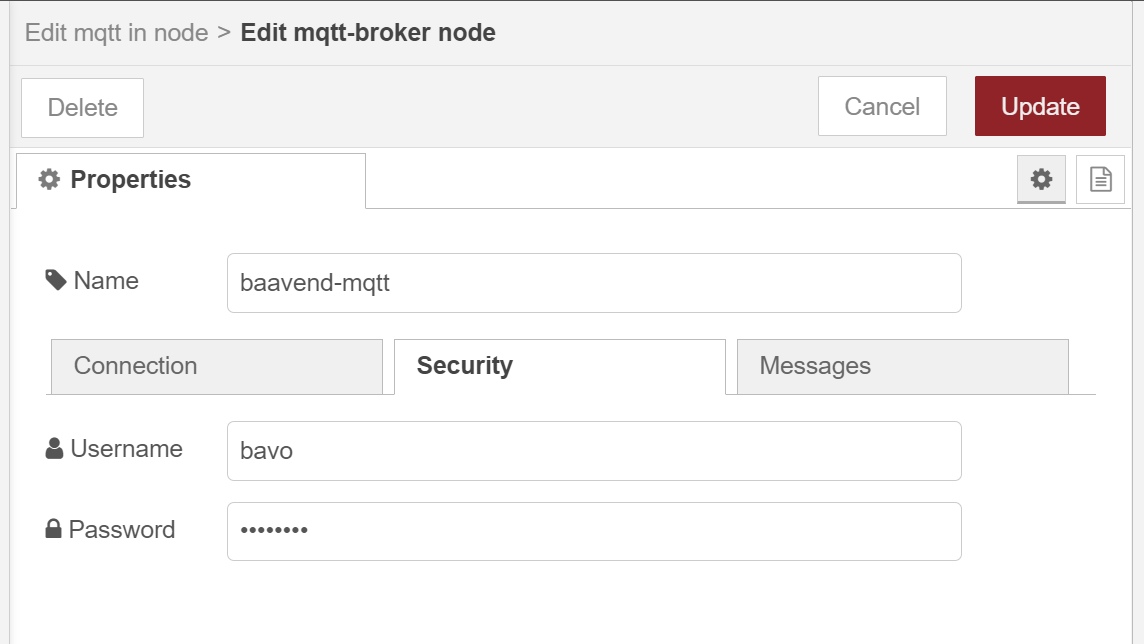 Edit mqtt in node > Edit mqtt-broker node
Delete
Cancel
Update
Properties
Name
baavend-mqtt
Connection
Security
Messages
Username
bavo
Password
••••••••